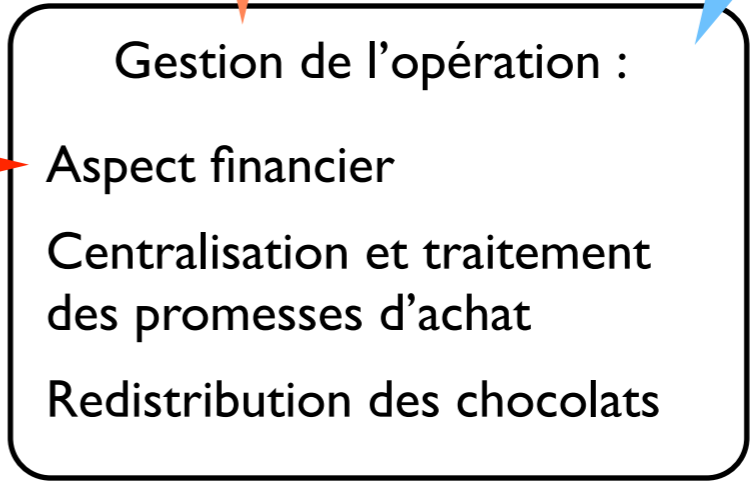 Gestion de l’opération :
Aspect financier
Centralisation et traitement
des promesses d’achat
Redistribution des chocolats